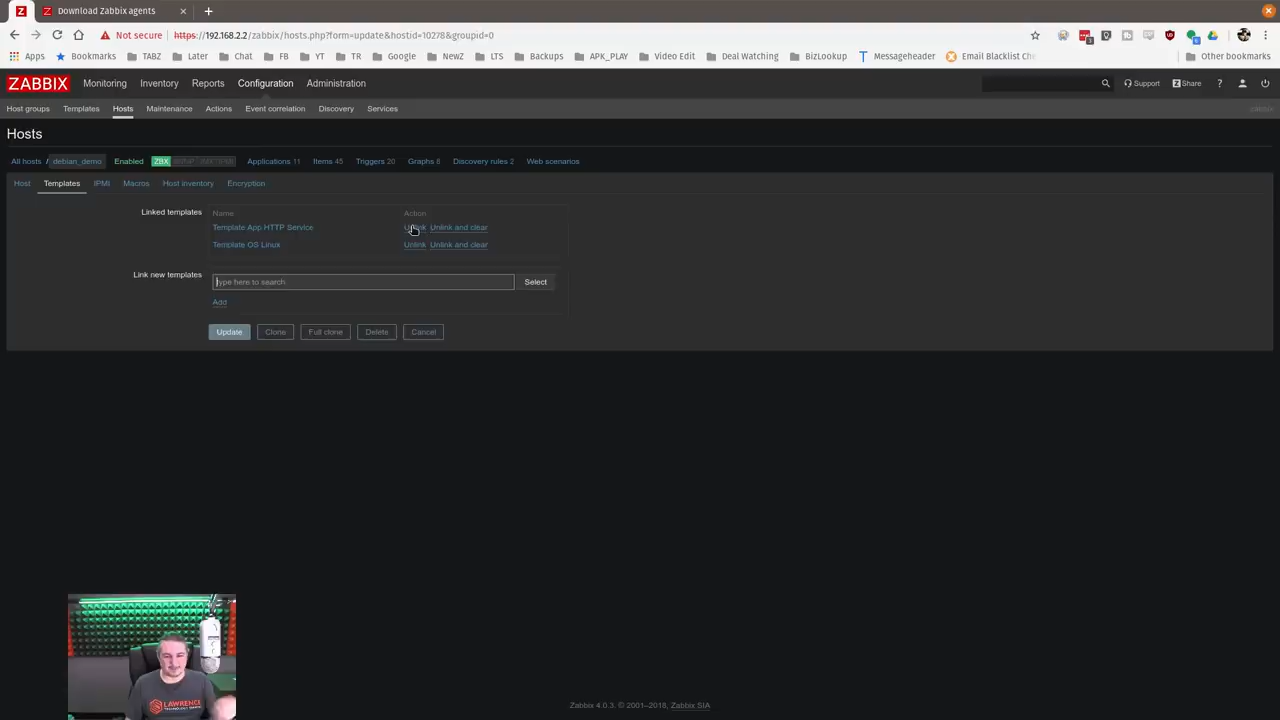 Z Download Zabbix agents × +
Not secure https://192.168.2.2/zabbix/hosts.php?form=update&hostid=10278&groupid=0
Apps Bookmarks TABZ Later Chat FB YT TR Google NewZ LTS Backups APK_PLAY Video Edit Deal Watching BizLookup Messageheader Email Blacklist Che Other Bookmarks
ZABBIX Monitoring Inventory Reports Configuration Administration Support Share ?
Host groups Templates Hosts Maintenance Actions Event correlation Discovery Services zabbix
Hosts
All hosts / debian_demo Enabled ZBX Applications 11 Items 45 Triggers 20 Graphs 8 Discovery rules 2 Web scenarios
Host Templates IPMI Macros Host inventory Encryption
Linked templates Name Action
Template App HTTP Service Unlink Unlink and clear
Template OS Linux Unlink Unlink and clear
Link new templates type here to search Select
Add
Update Clone Full clone Delete Cancel
LAWRENCE
Zabbix 4.0.3. © 2001–2018, Zabbix SIA